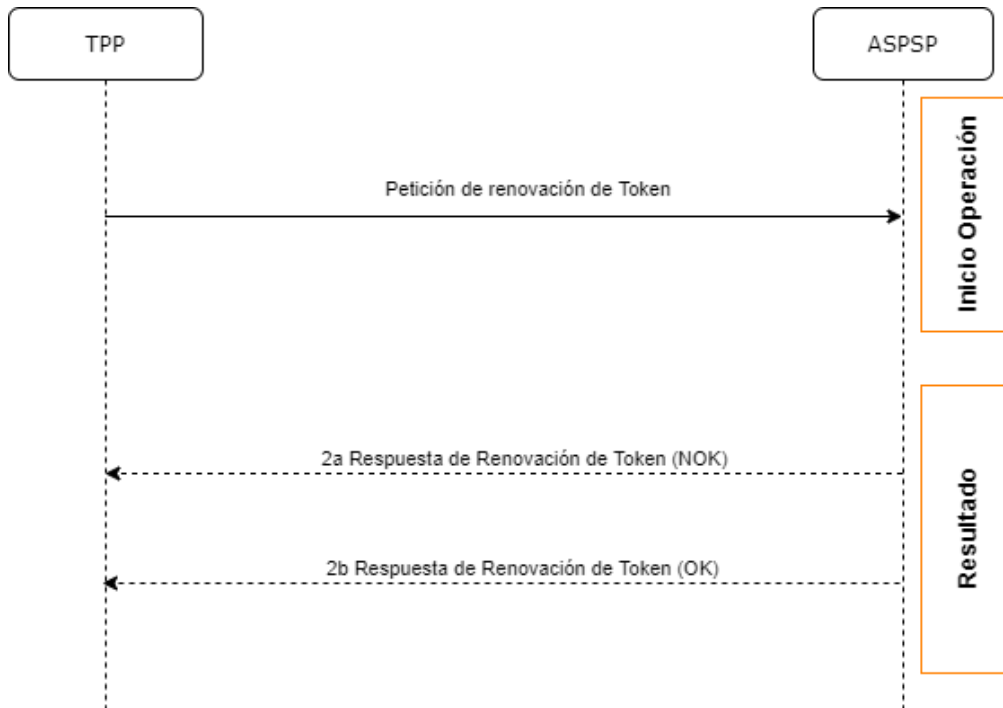 TPP
ASPSP
Inicio Operación
Petición de renovación de Token
2a Respuesta de Renovación de Token (NOK)
Resultado
2b Respuesta de Renovación de Token (OK)